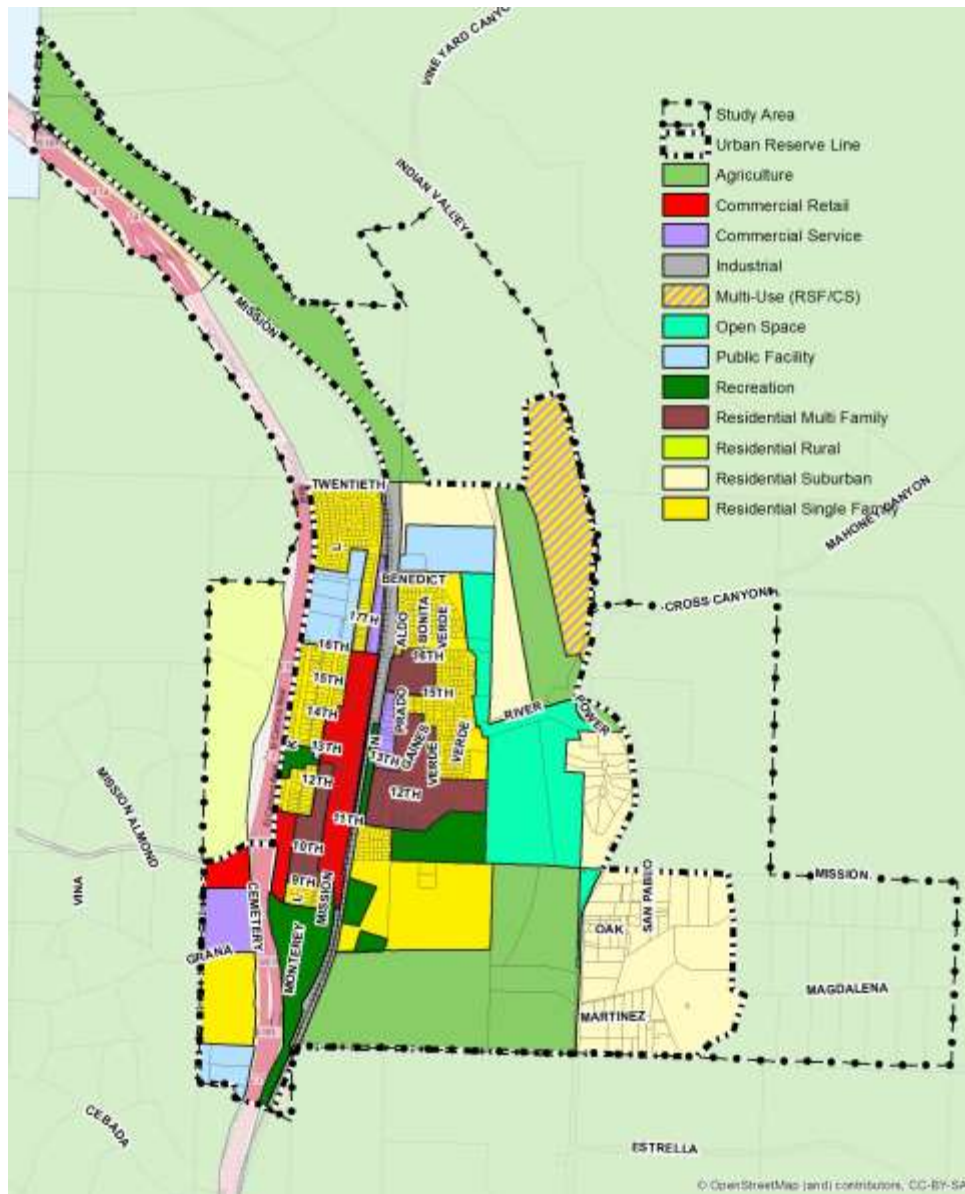 VINEYARD CANYON
INDIAN VALLEY
Study Area
Urban Reserve Line
Agriculture
Commercial Retail
Commercial Service
Industrial
Multi-Use (RSF/CS)
Open Space
Public Facility
Recreation
Residential Multi Family
Residential Rural
Residential Suburban
Residential Single Family
MISSION
TWENTIETH
MAHONEY CANYON
L
BENEDICT
CROSS CANYON
17TH
ALDO
BONITA
VERDE
16TH
16TH
15TH
15TH
14TH
PRADO
RIVER
POWER
K
13TH
N
13TH
GAINES
VERDE
VERDE
12TH
12TH
11TH
MISSION ALMOND
10TH
9TH
L
MISSION
VINA
CEMETERY
MISSION
SAN PABLO
OAK
GRANA
MONTEREY
MAGDALENA
MARTINEZ
CEBADA
ESTRELLA
© OpenStreetMap (and) contributors, CC-BY-SA